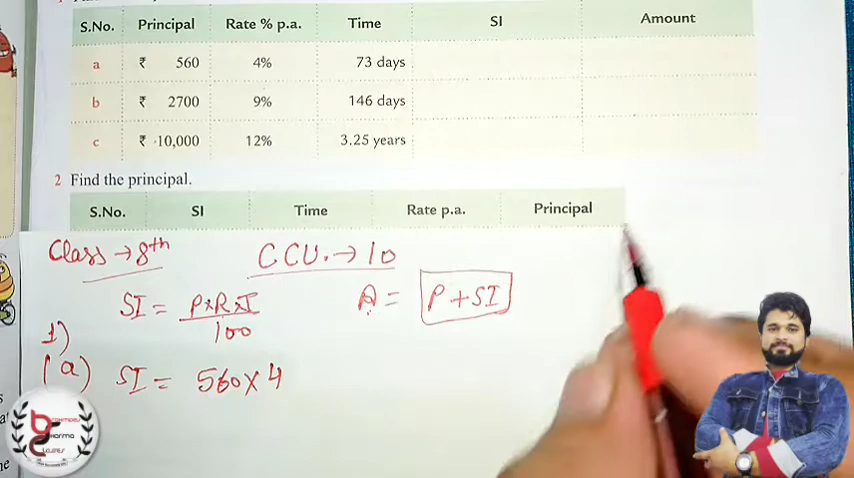 S.No. Principal Rate % p.a. Time SI Amount
a ₹ 560 4% 73 days
b ₹ 2700 9% 146 days
c ₹ 10,000 12% 3.25 years
2 Find the principal.
S.No. SI Time Rate p.a. Principal
Class → 8th CCU. → 10
SI = P×R×T / 100 A = P + SI
1)
(a) SI = 560 × 4